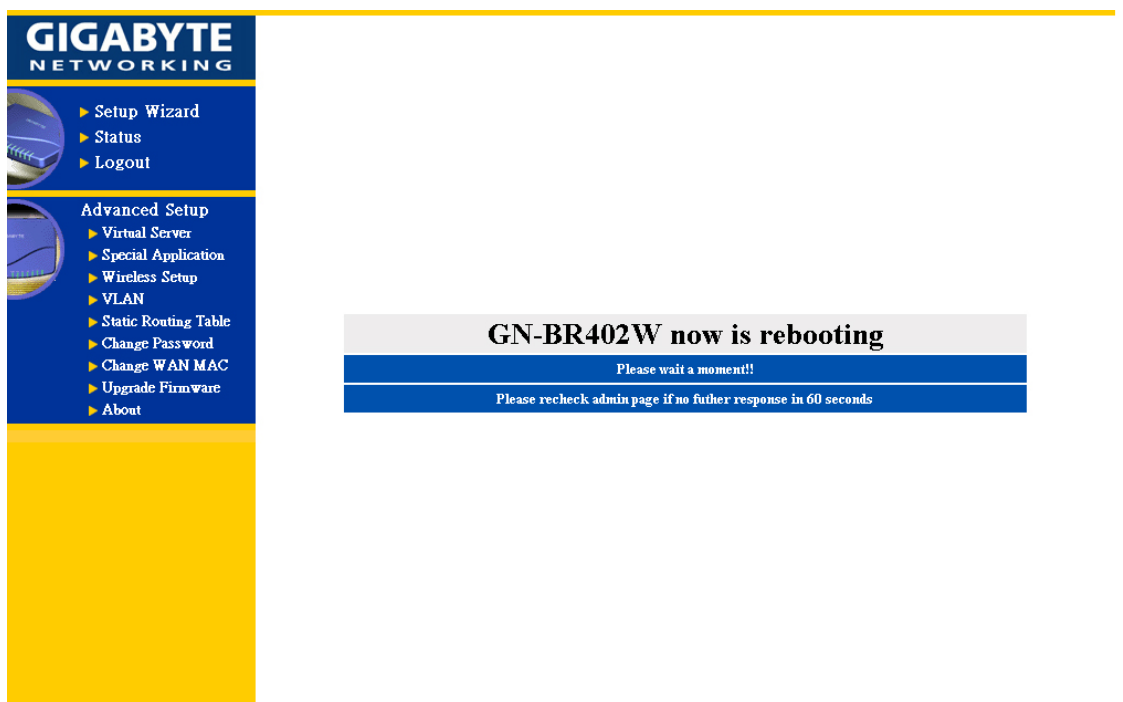 GIGABYTE
NETWORKING
Setup Wizard
Status
Logout
Advanced Setup
Virtual Server
Special Application
Wireless Setup
VLAN
Static Routing Table
Change Password
Change WAN MAC
Upgrade Firmware
About
GN-BR402W now is rebooting
Please wait a moment!!
Please recheck admin page if no futher response in 60 seconds